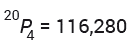 ²⁰P₄ = 116,280